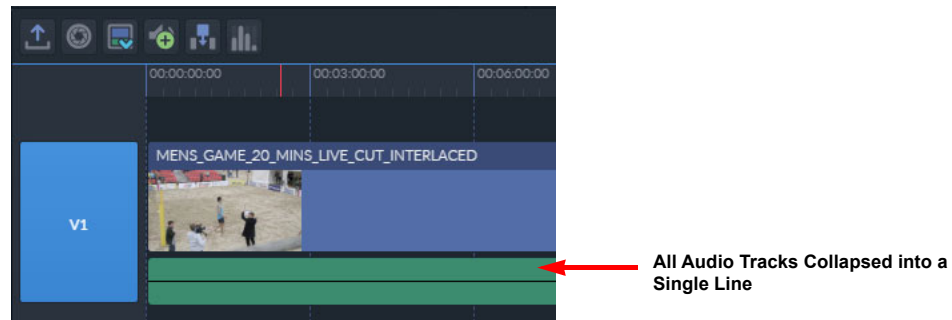 00:00:00:00 00:03:00:00 00:06:00:00
MENS_GAME_20_MINS_LIVE_CUT_INTERLACED
V1
All Audio Tracks Collapsed into a
Single Line